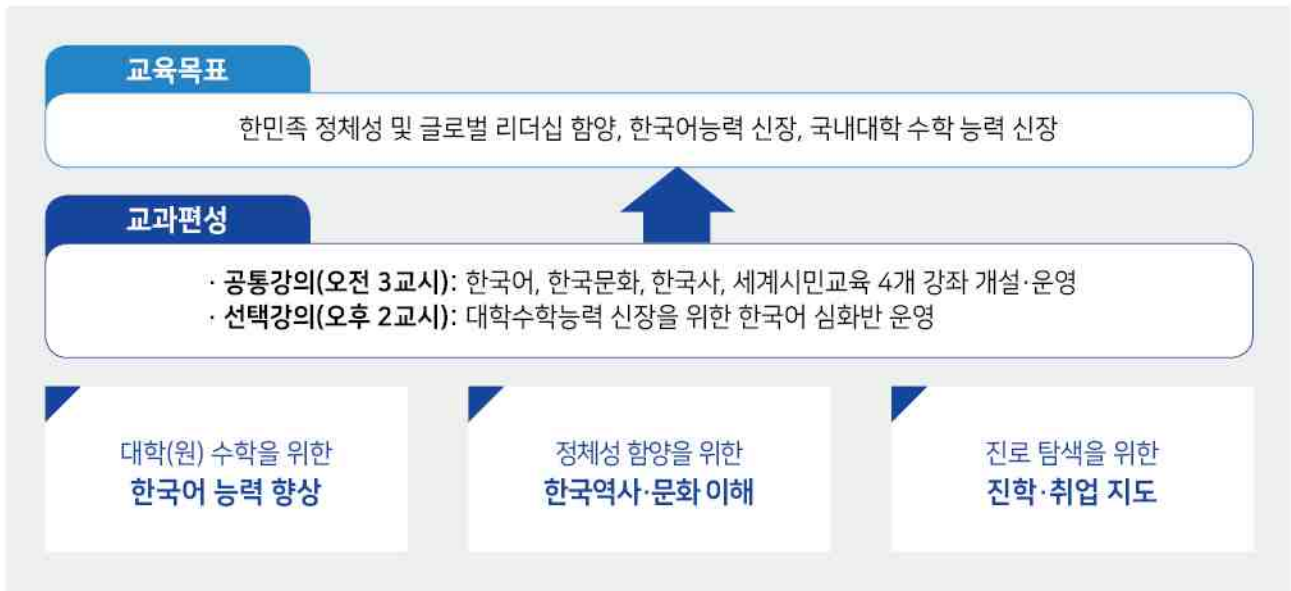 교육목표
한민족 정체성 및 글로벌 리더십 함양, 한국어능력 신장, 국내대학 수학 능력 신장
교과편성
· 공통강의(오전 3교시): 한국어, 한국문화, 한국사, 세계시민교육 4개 강좌 개설·운영
· 선택강의(오후 2교시): 대학수학능력 신장을 위한 한국어 심화반 운영
대학(원) 수학을 위한
한국어 능력 향상
정체성 함양을 위한
한국역사·문화 이해
진로 탐색을 위한
진학·취업 지도